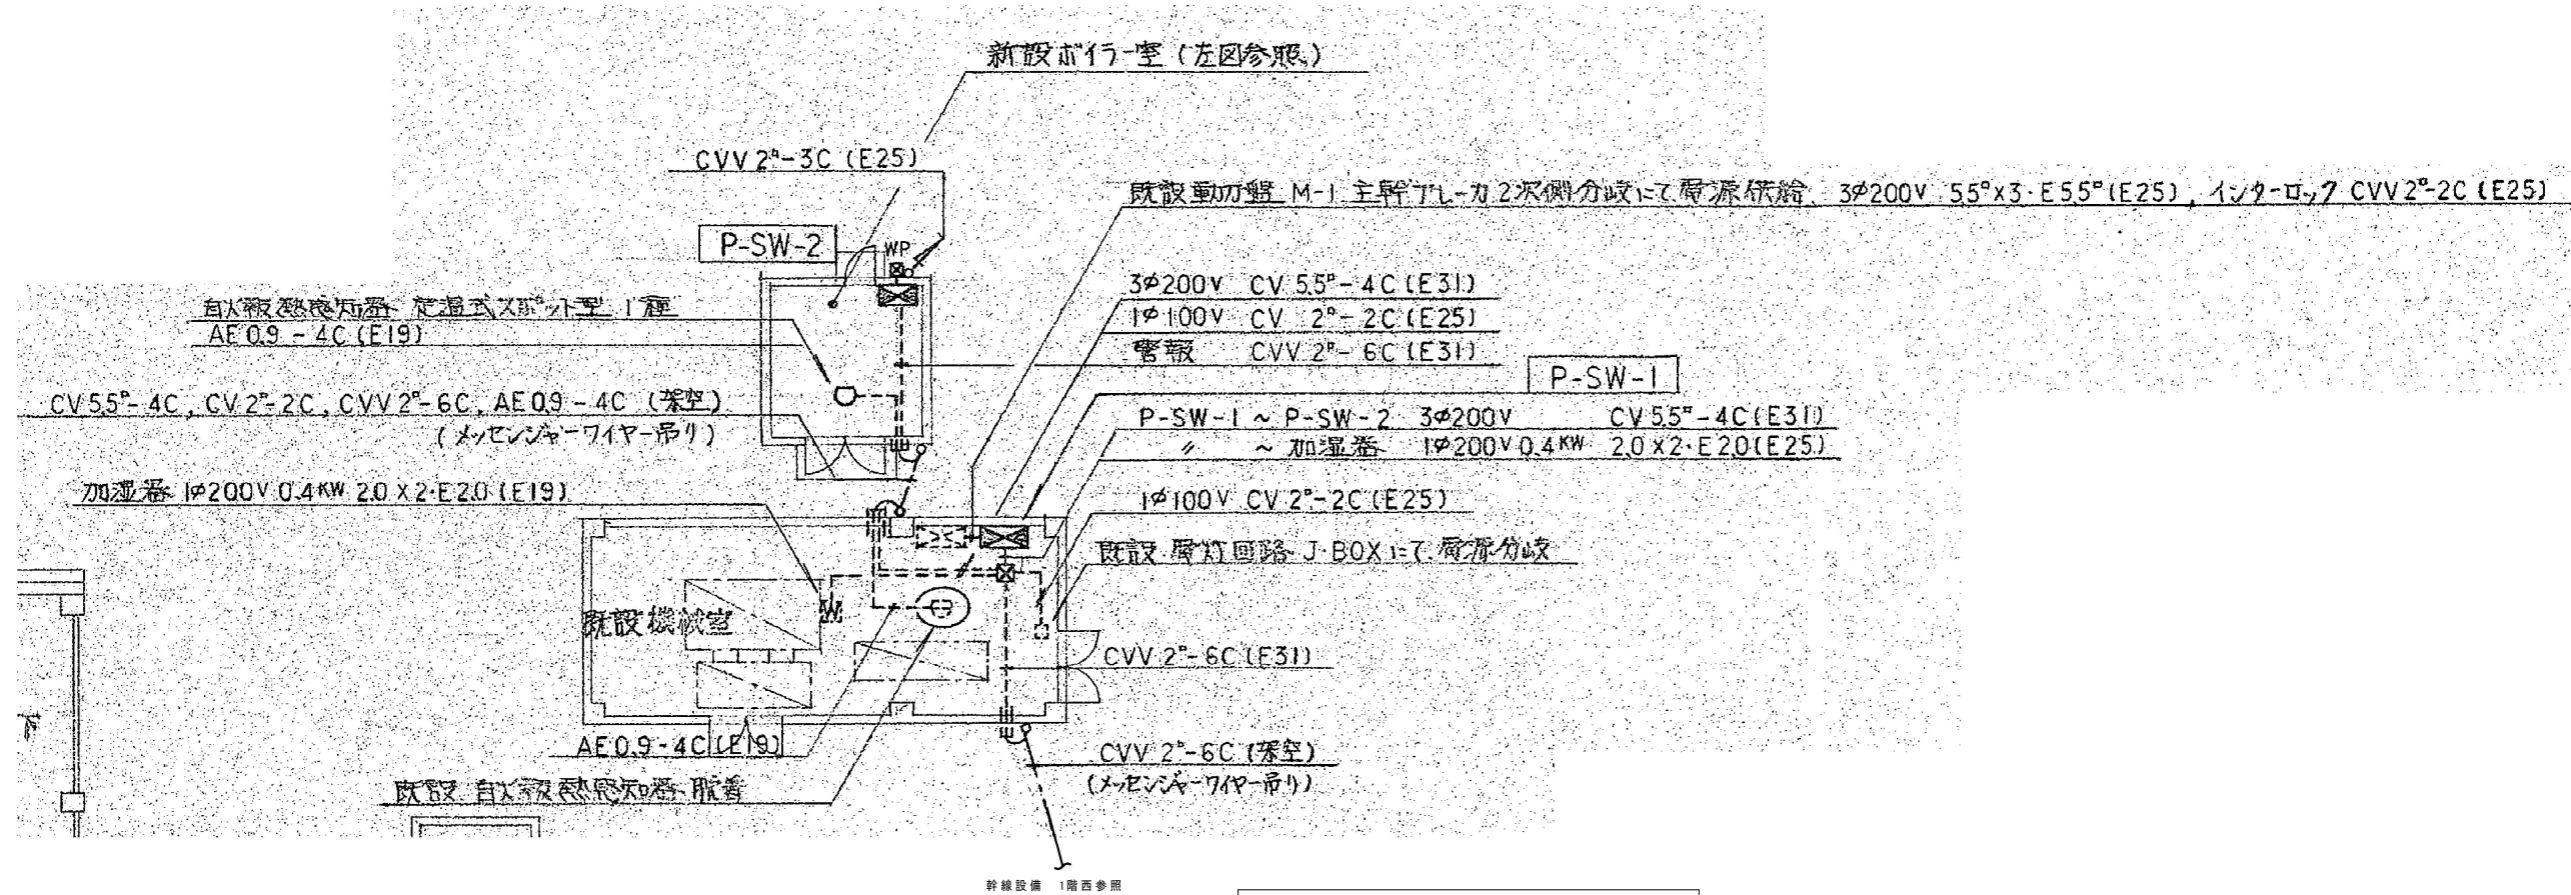 新設ボイラー室 (左図参照)
CVV 2□-3C (E25)
既設動力盤 M-1 主幹ブレーカ 2次側分岐にて電源供給 3φ200V 5.5□×3・E5.5□(E25), インターロック CVV 2□-2C (E25)
P-SW-2
WP
3φ200V CV 5.5□-4C (E31)
自火報熱感知器 定温式スポット型 1種
1φ100V CV 2□-2C (E25)
AE 0.9-4C (E19)
警報 CVV 2□-6C (E31)
P-SW-1
CV 5.5□-4C, CV 2□-2C, CVV 2□-6C, AE 0.9-4C (架空)
(メッセンジャーワイヤー吊り)
P-SW-1 ~ P-SW-2 3φ200V CV 5.5□-4C (E31)
〃 ~ 加湿器 1φ200V 0.4KW 2.0×2・E2.0 (E25)
加湿器 1φ200V 0.4KW 2.0×2・E2.0 (E19)
1φ100V CV 2□-2C (E25)
既設 電灯回路 J・BOXにて電源分岐
既設機械室
CVV 2□-6C (E31)
下
AE 0.9-4C (E19)
CVV 2□-6C (架空)
(メッセンジャーワイヤー吊り)
既設 自火報熱感知器 脱着
幹線設備 1階西参照